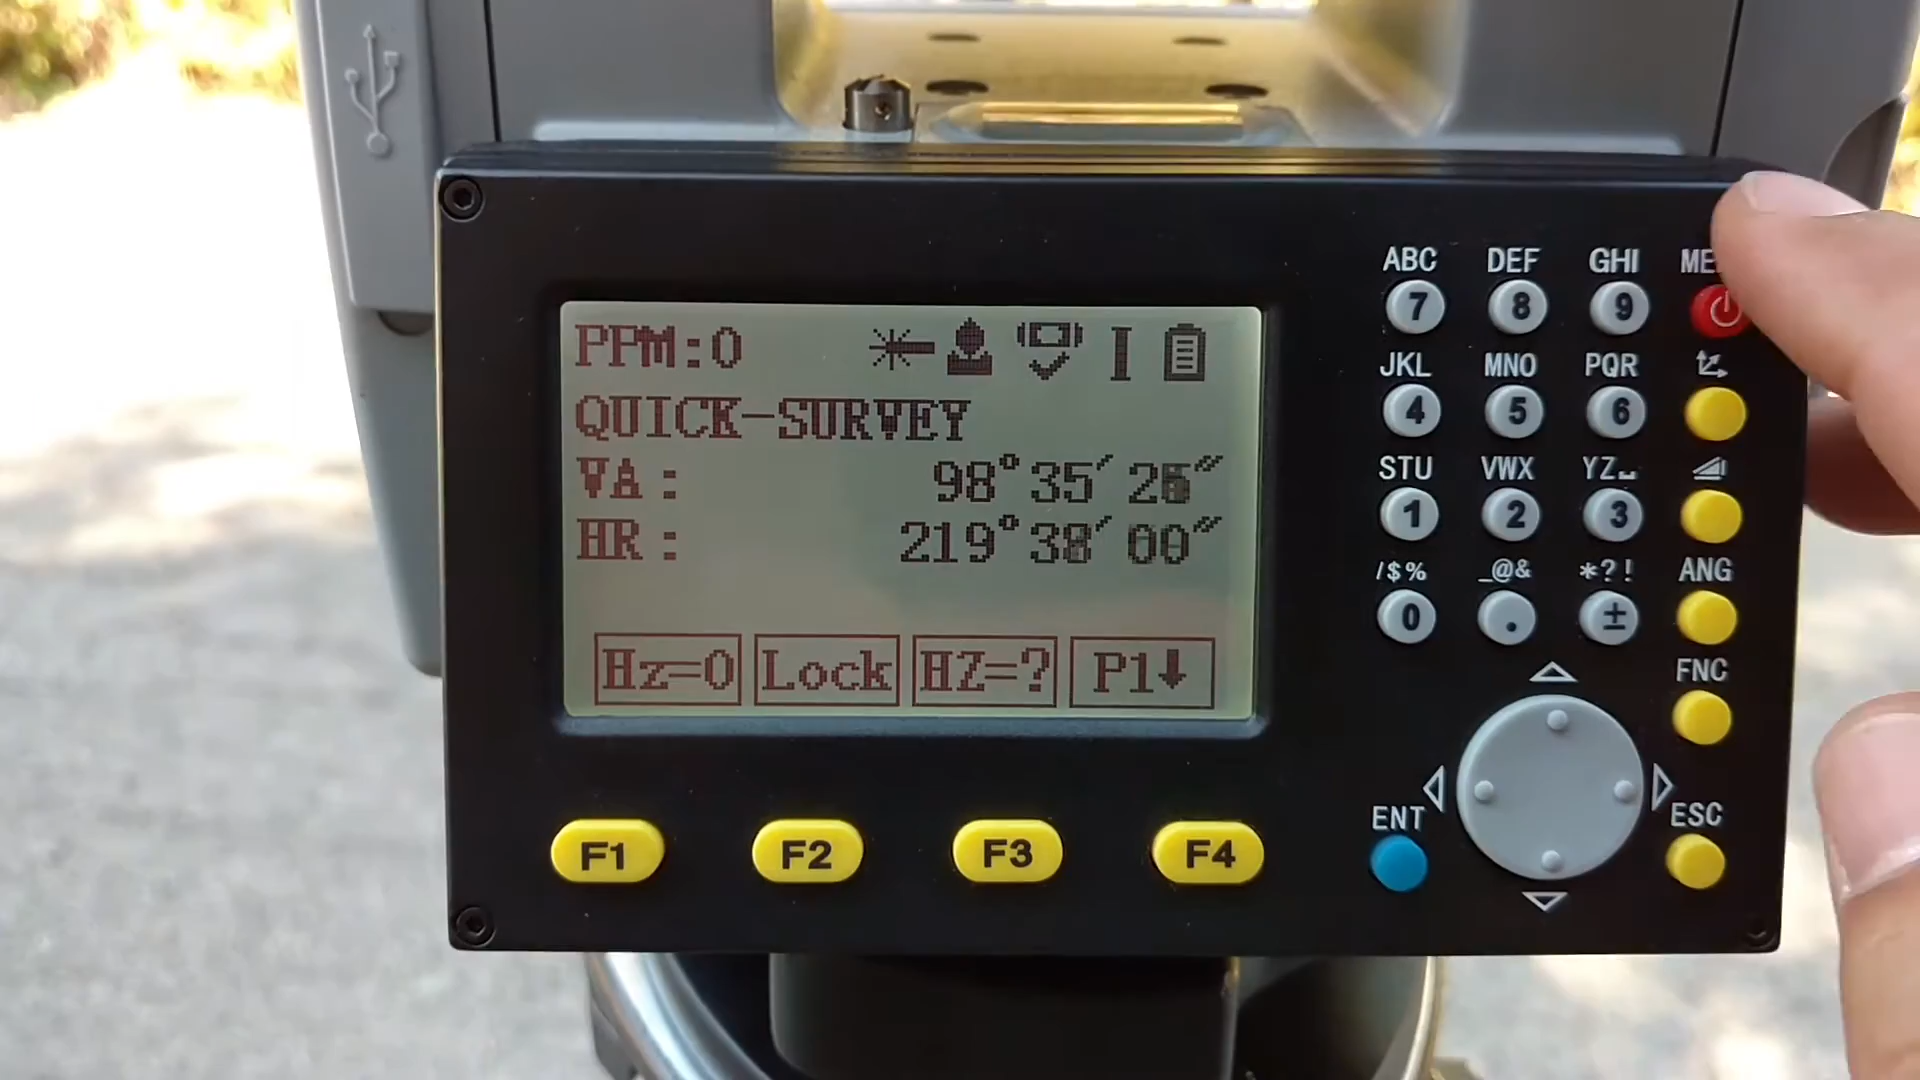 PPM:0
QUICK-SURVEY
VA: 98°35′
HR: 219°38′00″
Hz=0 Lock HZ=? P1↓
F1 F2 F3 F4
ABC DEF GHI
7 8 9
JKL MNO PQR
4 5 6
STU VWX YZ⎵
1 2 3
/$% _@& *?! ANG
0 . ±
FNC
ENT ESC